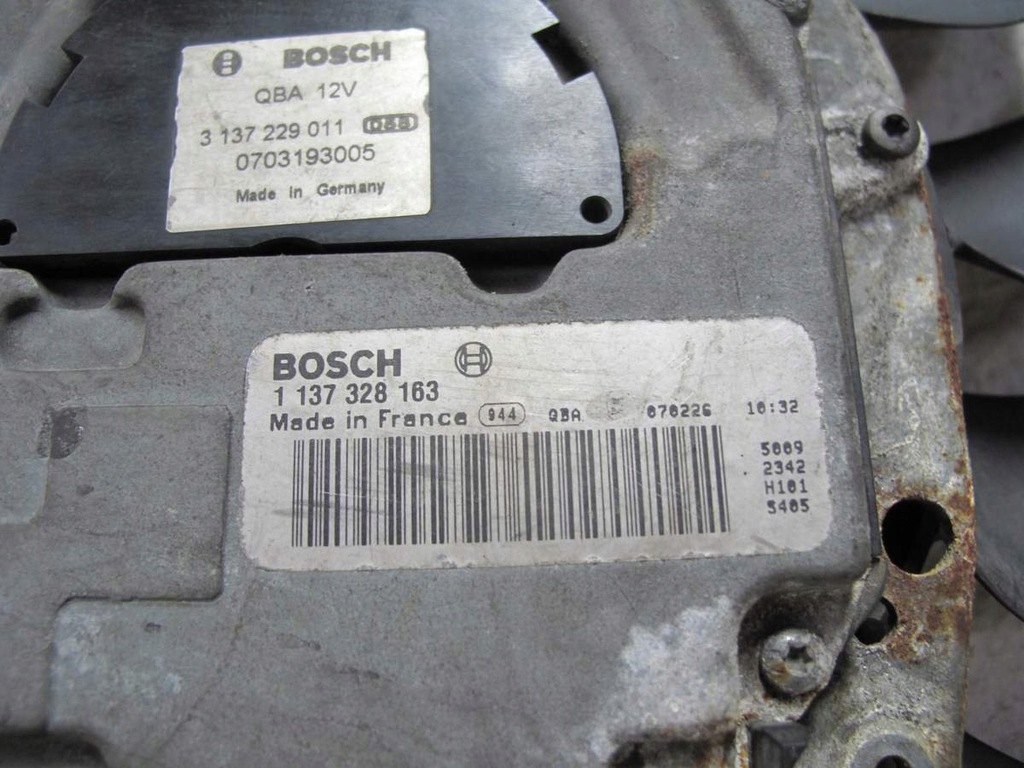 BOSCH
QBA 12V
3 137 229 011
0703193005
Made in Germany
BOSCH
1 137 328 163
Made in France 944 QBA 070226 10:32
5009
2342
H101
5405